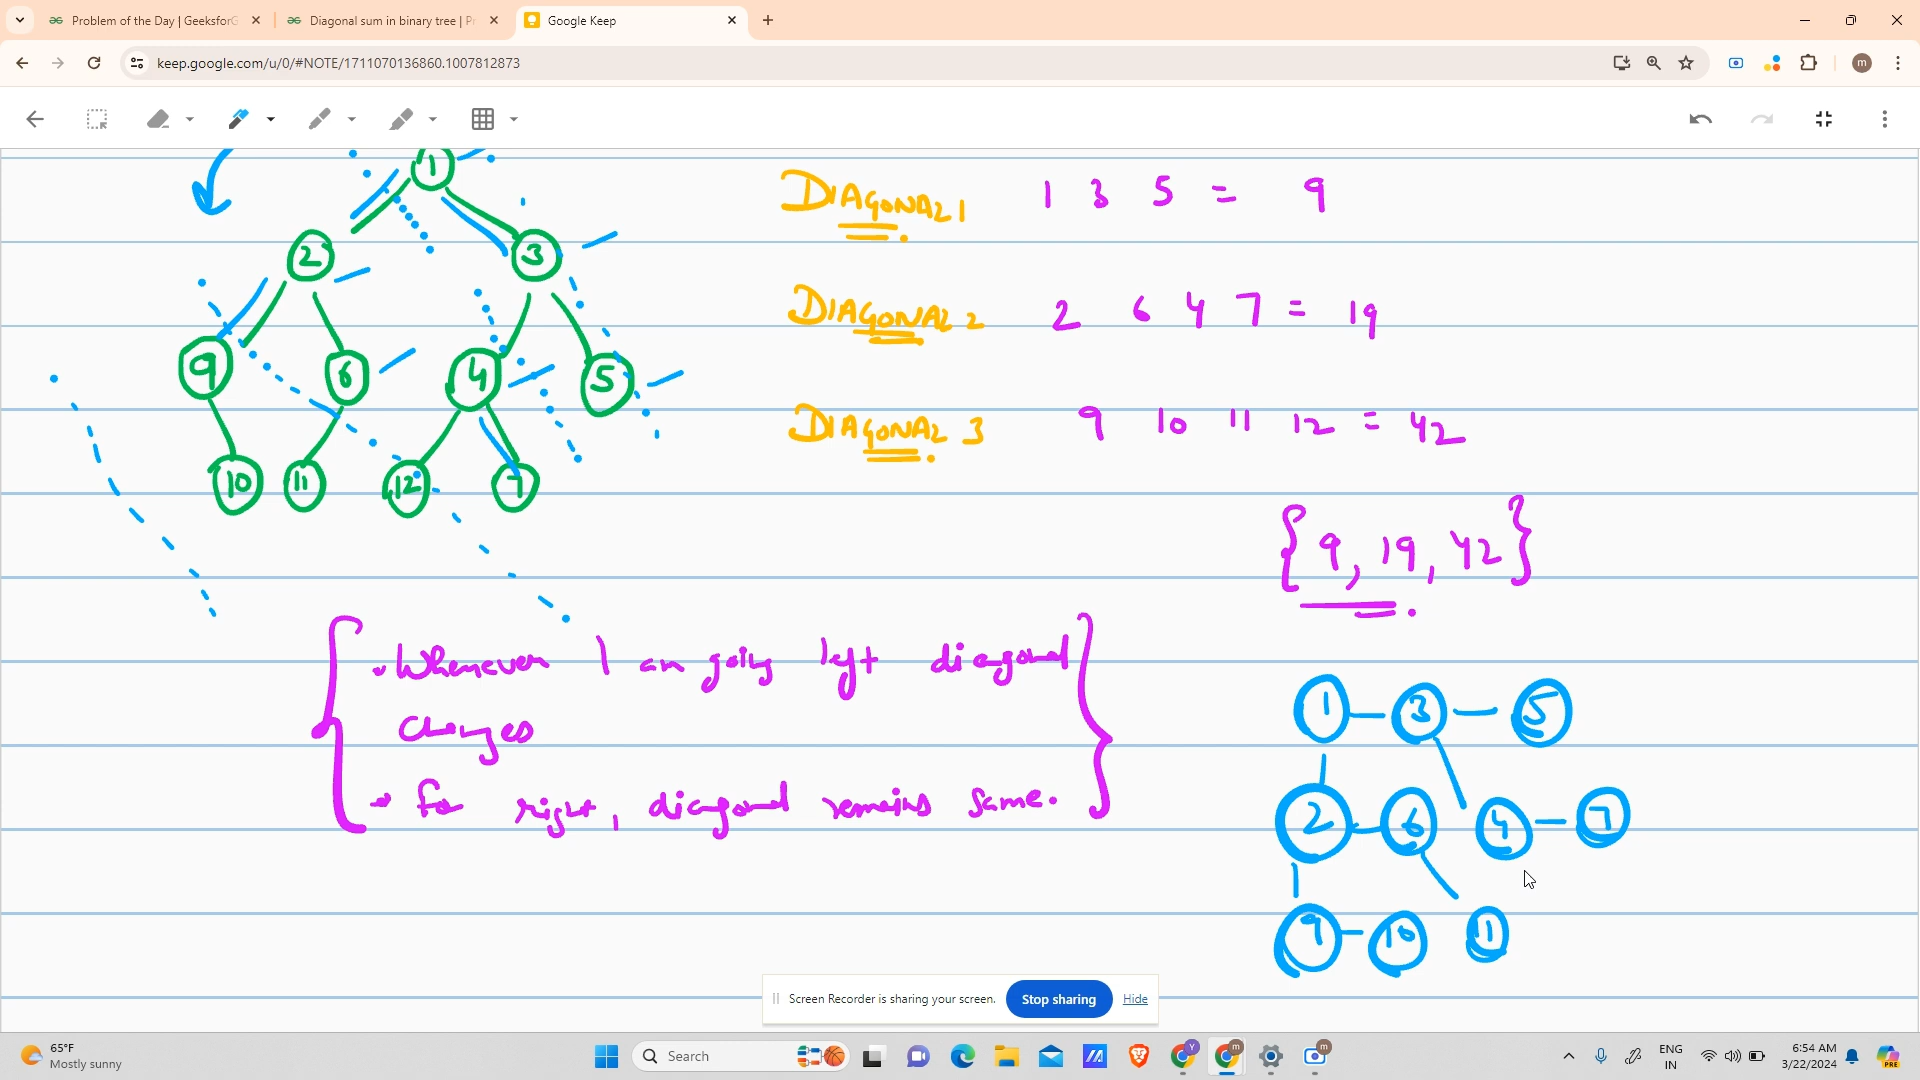 Problem of the Day | GeeksforG
Diagonal sum in binary tree | Pr
Google Keep
keep.google.com/u/0/#NOTE/1711070136860.1007812873
m
1
2
3
9
6
4
5
10
11
12
7
DIAGONAL 1 1 3 5 = 9
DIAGONAL 2 2 6 4 7 = 19
DIAGONAL 3 9 10 11 12 = 42
{ 9, 19, 42 }
Whenever I am going left diagonal
changes
For right, diagonal remains same.
1 3 5
2 6 4 7
9 10 11
Screen Recorder is sharing your screen. Stop sharing Hide
65°F
Mostly sunny
Search
ENG
IN
6:54 AM
3/22/2024